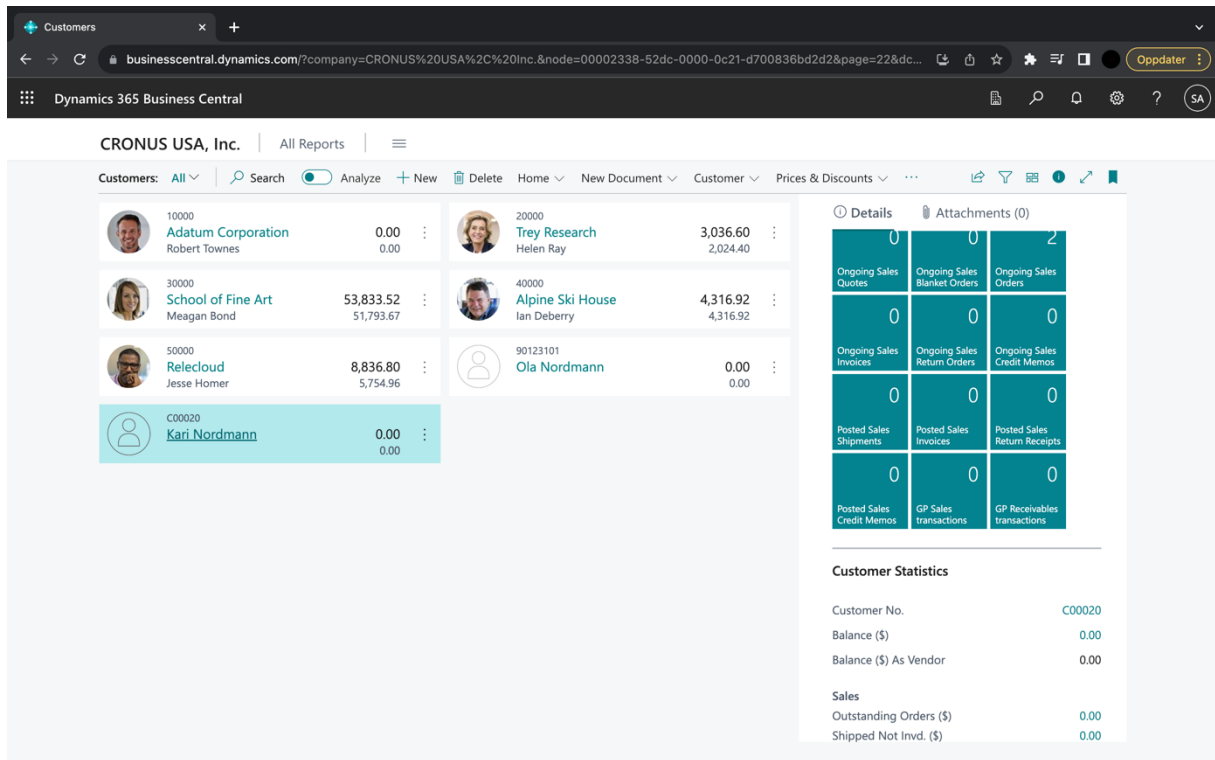 Customers
businesscentral.dynamics.com/?company=CRONUS%20USA%2C%20Inc.&node=00002338-52dc-0000-0c21-d700836bd2d2&page=22&dc...
Oppdater
Dynamics 365 Business Central
SA
CRONUS USA, Inc. All Reports
Customers: All Search Analyze + New Delete Home New Document Customer Prices & Discounts ...
10000
Adatum Corporation 0.00
Robert Townes 0.00
20000
Trey Research 3,036.60
Helen Ray 2,024.40
30000
School of Fine Art 53,833.52
Meagan Bond 51,793.67
40000
Alpine Ski House 4,316.92
Ian Deberry 4,316.92
50000
Relecloud 8,836.80
Jesse Homer 5,754.96
90123101
Ola Nordmann 0.00
0.00
C00020
Kari Nordmann 0.00
0.00
Details Attachments (0)
0 0 2
Ongoing Sales Ongoing Sales Ongoing Sales
Quotes Blanket Orders Orders
0 0 0
Ongoing Sales Ongoing Sales Ongoing Sales
Invoices Return Orders Credit Memos
0 0 0
Posted Sales Posted Sales Posted Sales
Shipments Invoices Return Receipts
0 0 0
Posted Sales GP Sales GP Receivables
Credit Memos transactions transactions
Customer Statistics
Customer No. C00020
Balance ($) 0.00
Balance ($) As Vendor 0.00
Sales
Outstanding Orders ($) 0.00
Shipped Not Invd. ($) 0.00